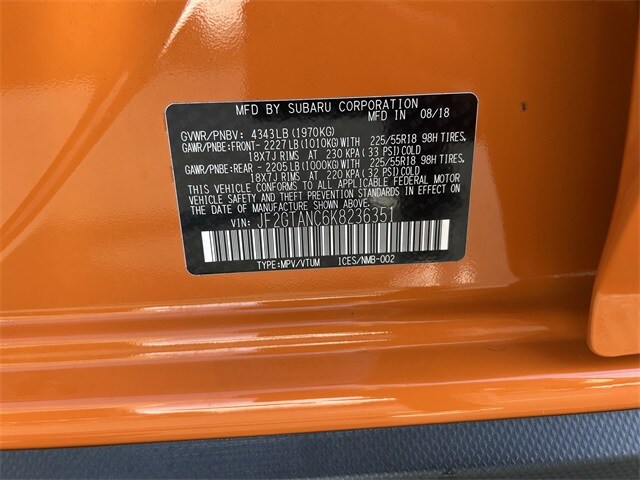 MFD BY SUBARU CORPORATION
MFD IN 08/18
GVWR/PNBV: 4343LB (1970KG)
GAWR/PNBE:FRONT- 2227LB(1010KG)WITH 225/55R18 98H TIRES,
18X7J RIMS AT 230 KPA(33 PSI)COLD
GAWR/PNBE:REAR - 2205LB(1000KG)WITH 225/55R18 98H TIRES,
18X7J RIMS AT 220 KPA(32 PSI)COLD
THIS VEHICLE CONFORMS TO ALL APPLICABLE FEDERAL MOTOR
VEHICLE SAFETY AND THEFT PREVENTION STANDARDS IN EFFECT
ON THE DATE OF MANUFACTURE SHOWN ABOVE.
VIN: JF2GTANC6K8236351
TYPE:MPV/VTUM ICES/NMB-002